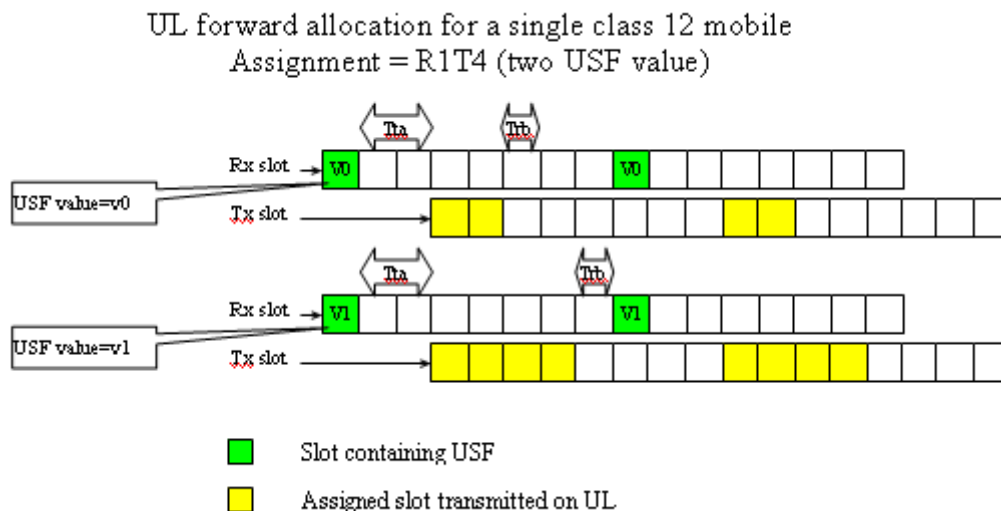 UL forward allocation for a single class 12 mobile
Assignment = R1T4 (two USF value)
Tta
Trb
Rx slot
V0
V0
USF value=v0
Tx slot
Tta
Trb
Rx slot
V1
V1
USF value=v1
Tx slot
Slot containing USF
Assigned slot transmitted on UL